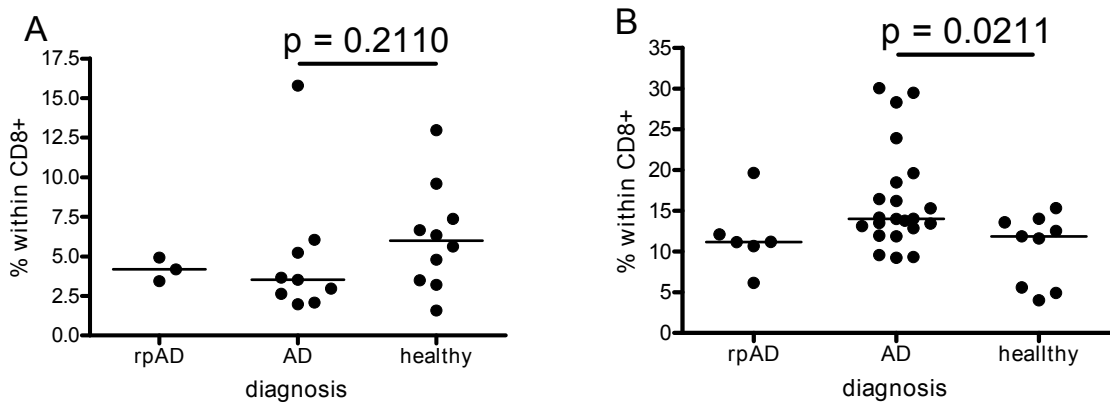 A
p = 0.2110
% within CD8+
17.5
15.0
12.5
10.0
7.5
5.0
2.5
0.0
rpAD AD healthy
diagnosis
B
p = 0.0211
% within CD8+
35
30
25
20
15
10
5
0
rpAD AD heallthy
diagnosis